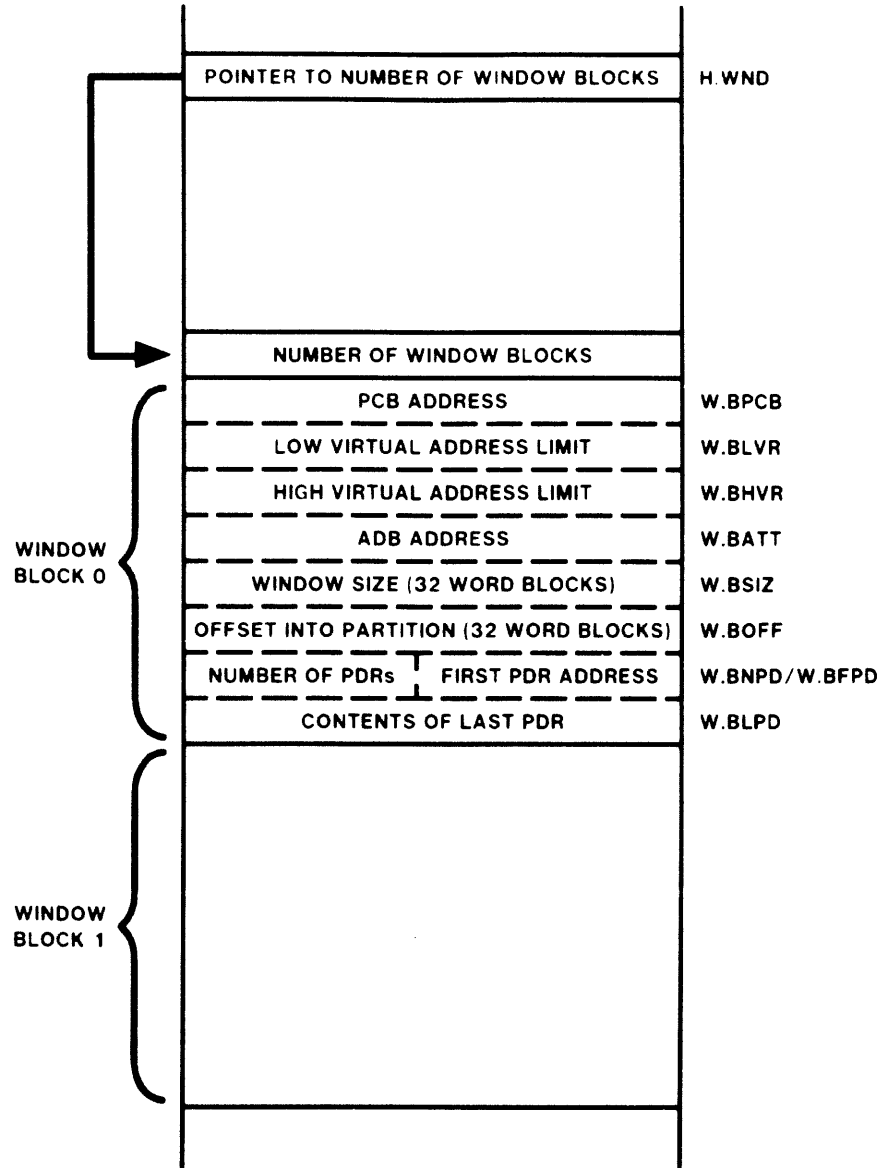 POINTER TO NUMBER OF WINDOW BLOCKS H.WND
NUMBER OF WINDOW BLOCKS
PCB ADDRESS W.BPCB
LOW VIRTUAL ADDRESS LIMIT W.BLVR
HIGH VIRTUAL ADDRESS LIMIT W.BHVR
ADB ADDRESS W.BATT
WINDOW
BLOCK 0
WINDOW SIZE (32 WORD BLOCKS) W.BSIZ
OFFSET INTO PARTITION (32 WORD BLOCKS) W.BOFF
NUMBER OF PDRs FIRST PDR ADDRESS W.BNPD/W.BFPD
CONTENTS OF LAST PDR W.BLPD
WINDOW
BLOCK 1